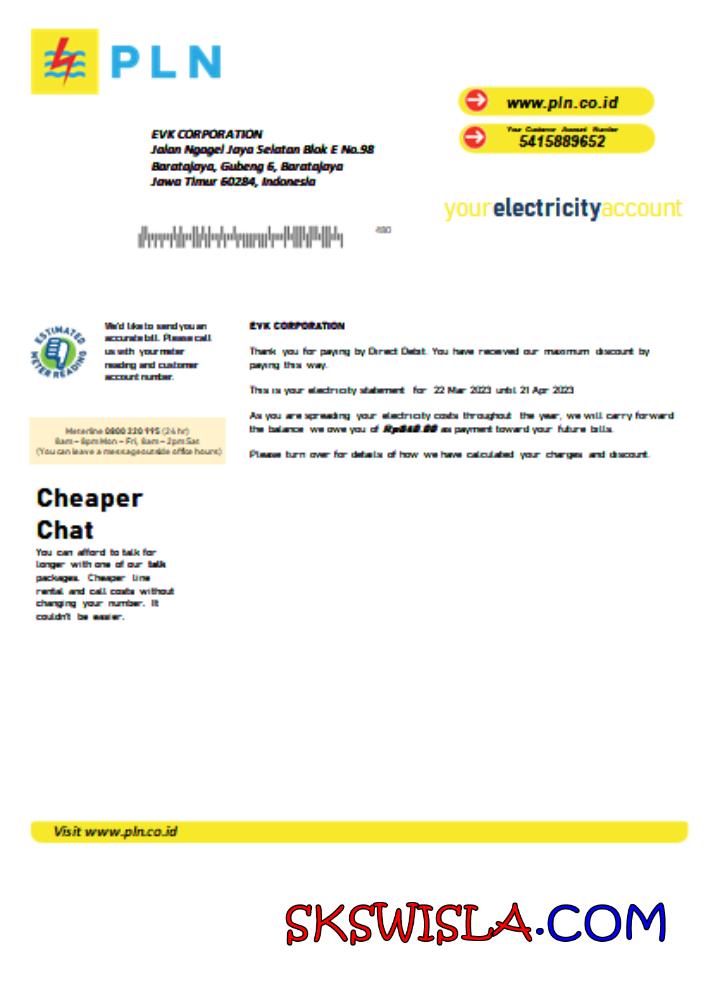 PLN
www.pln.co.id
Your Customer Account Number
5415889652
EVK CORPORATION
Jalan Ngagel Jaya Selatan Blok E No.98
Baratajaya, Gubeng 6, Baratajaya
Jawa Timur 60284, Indonesia
yourelectricityaccount
480
ESTIMATED
METER READING
We'd like to send you an
accurate bill. Please call
us with your meter
reading and customer
account number.
Meterline 0800 320 995 (24 hr)
8am – 8pm Mon – Fri, 8am – 2pm Sat
(You can leave a message outside office hours)
Cheaper
Chat
You can afford to talk for
longer with one of our talk
packages. Cheaper line
rental and call costs without
changing your number. It
couldn't be easier.
EVK CORPORATION
Thank you for paying by Direct Debit. You have received our maximum discount by
paying this way.
This is your electricity statement for 22 Mar 2023 until 21 Apr 2023
As you are spreading your electricity costs throughout the year, we will carry forward
the balance we owe you of as payment toward your future bills.
Please turn over for details of how we have calculated your charges and discount.
Visit www.pln.co.id
SKSWISLA.COM